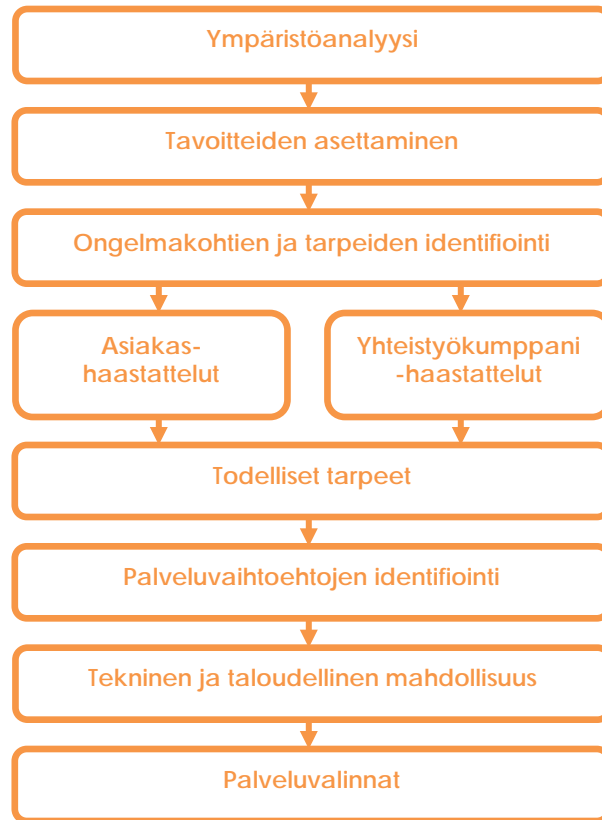 Ympäristöanalyysi
Tavoitteiden asettaminen
Ongelmakohtien ja tarpeiden identifiointi
Asiakas-
haastattelut
Yhteistyökumppani
-haastattelut
Todelliset tarpeet
Palveluvaihtoehtojen identifiointi
Tekninen ja taloudellinen mahdollisuus
Palveluvalinnat